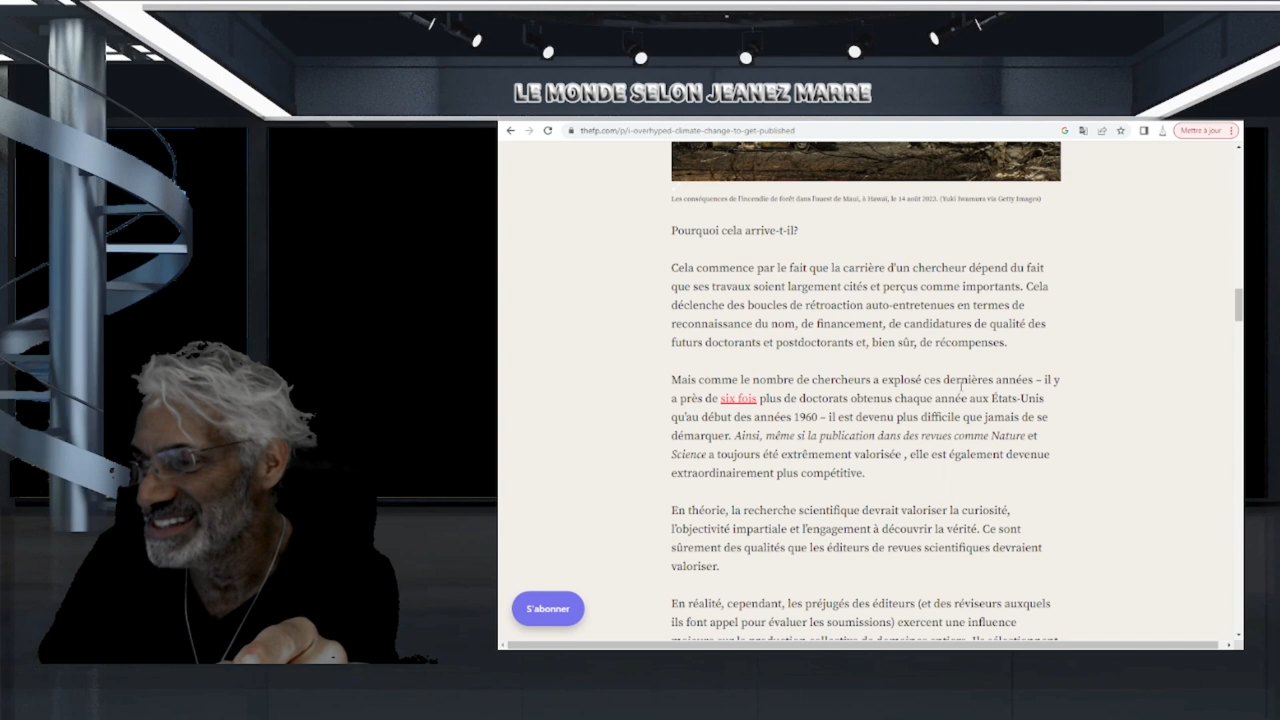 LE MONDE SELON JEANEZ MARRE
thefp.com/p/i-overhyped-climate-change-to-get-published
Mettre à jour
Les conséquences de l'incendie de forêt dans l'ouest de Maui, à Hawaï, le 14 août 2023. (Yuki Iwamura via Getty Images)
Pourquoi cela arrive-t-il?
Cela commence par le fait que la carrière d'un chercheur dépend du fait
que ses travaux soient largement cités et perçus comme importants. Cela
déclenche des boucles de rétroaction auto-entretenues en termes de
reconnaissance du nom, de financement, de candidatures de qualité des
futurs doctorants et postdoctorants et, bien sûr, de récompenses.
Mais comme le nombre de chercheurs a explosé ces dernières années – il y
a près de six fois plus de doctorats obtenus chaque année aux États-Unis
qu'au début des années 1960 – il est devenu plus difficile que jamais de se
démarquer. Ainsi, même si la publication dans des revues comme Nature et
Science a toujours été extrêmement valorisée , elle est également devenue
extraordinairement plus compétitive.
En théorie, la recherche scientifique devrait valoriser la curiosité,
l'objectivité impartiale et l'engagement à découvrir la vérité. Ce sont
sûrement des qualités que les éditeurs de revues scientifiques devraient
valoriser.
En réalité, cependant, les préjugés des éditeurs (et des réviseurs auxquels
ils font appel pour évaluer les soumissions) exercent une influence
S'abonner